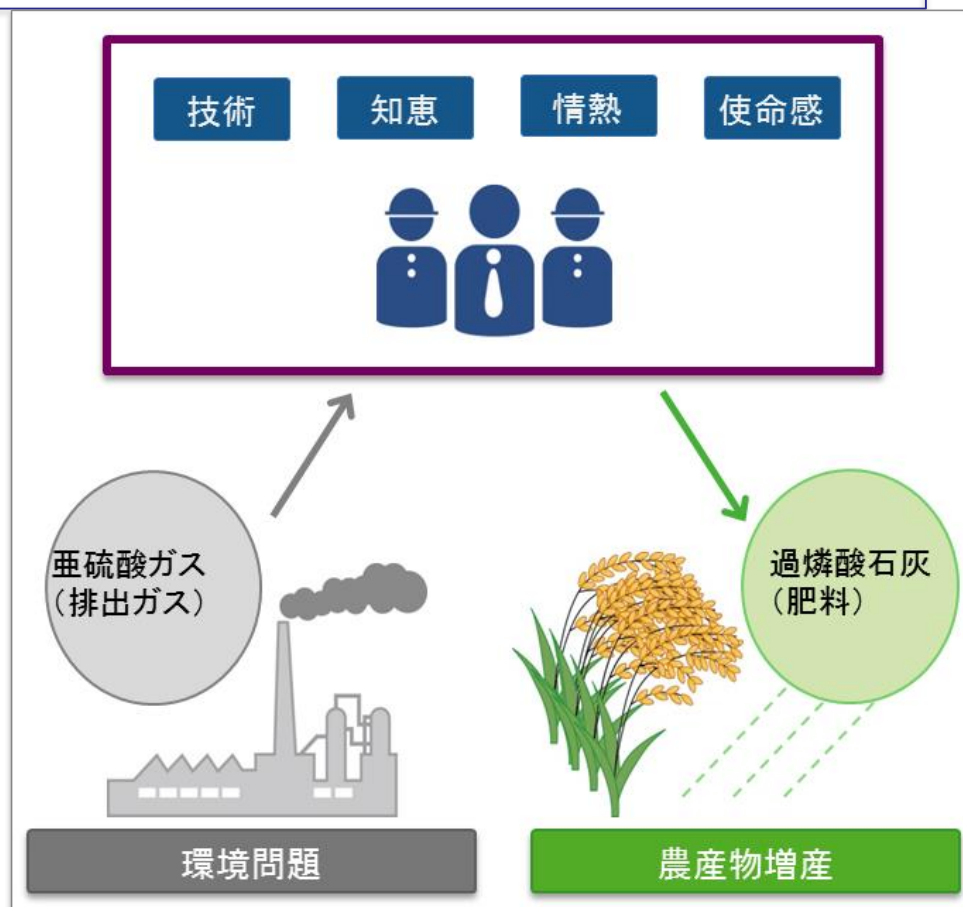 技術
知恵
情熱
使命感
亜硫酸ガス
（排出ガス）
過燐酸石灰
（肥料）
環境問題
農産物増産